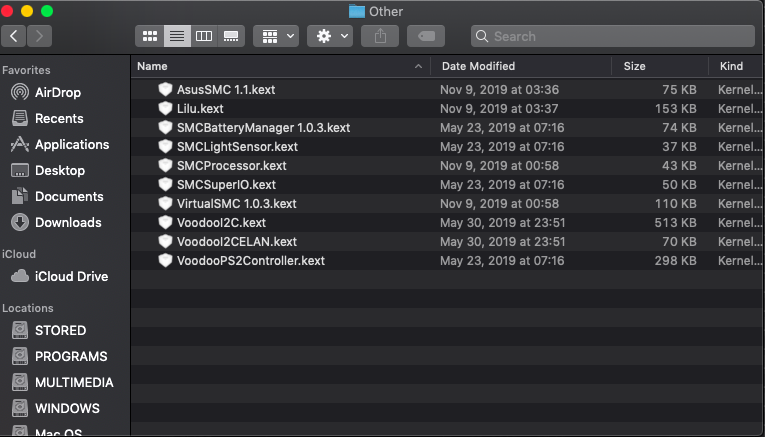 Other
Search
Name Date Modified Size Kind
Favorites
AirDrop
Recents
Applications
Desktop
Documents
Downloads
iCloud
iCloud Drive
Locations
STORED
PROGRAMS
MULTIMEDIA
WINDOWS
Mac OS
AsusSMC 1.1.kext Nov 9, 2019 at 03:36 75 KB Kernel...
Lilu.kext Nov 9, 2019 at 03:37 153 KB Kernel...
SMCBatteryManager 1.0.3.kext May 23, 2019 at 07:16 74 KB Kernel...
SMCLightSensor.kext May 23, 2019 at 07:16 37 KB Kernel...
SMCProcessor.kext Nov 9, 2019 at 00:58 43 KB Kernel...
SMCSuperIO.kext May 23, 2019 at 07:16 50 KB Kernel...
VirtualSMC 1.0.3.kext Nov 9, 2019 at 00:58 110 KB Kernel...
VoodooI2C.kext May 30, 2019 at 23:51 513 KB Kernel...
VoodooI2CELAN.kext May 30, 2019 at 23:51 70 KB Kernel...
VoodooPS2Controller.kext May 23, 2019 at 07:16 298 KB Kernel...